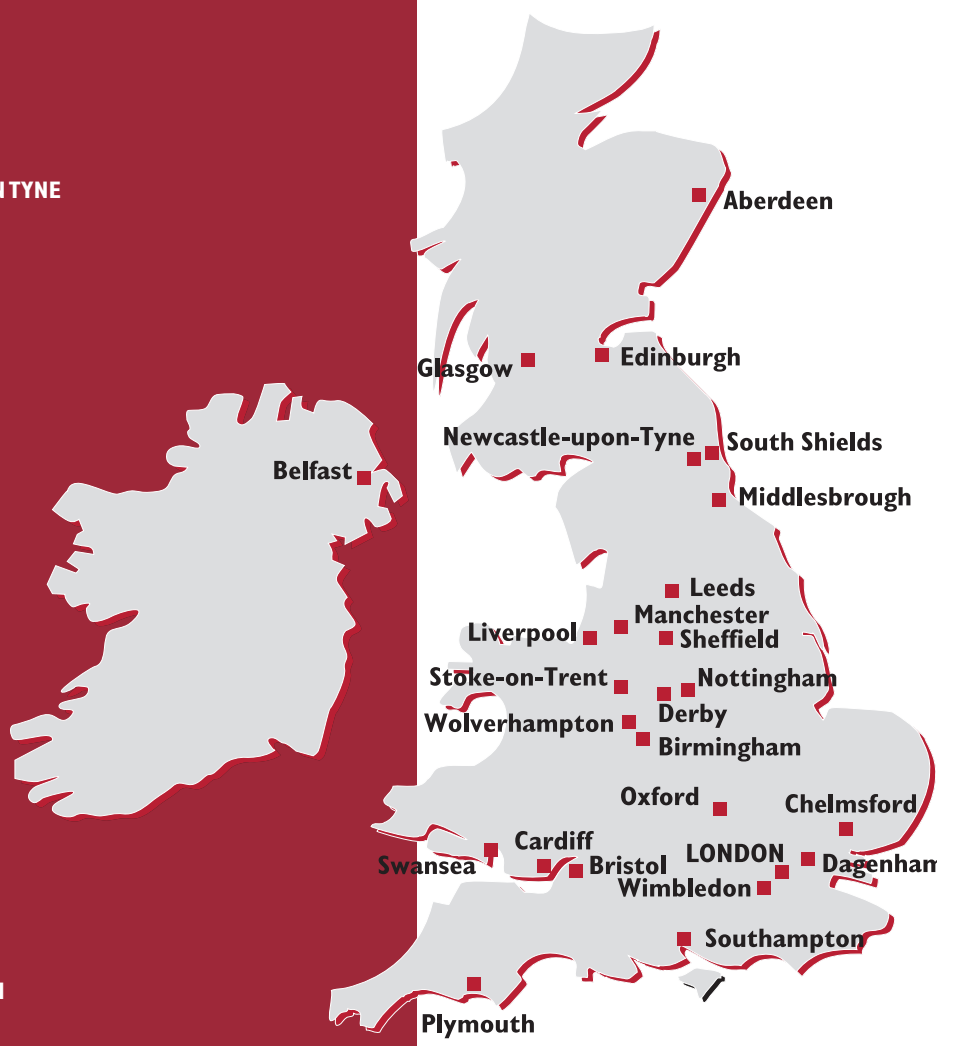 N TYNE
Aberdeen
Glasgow
Edinburgh
Newcastle-upon-Tyne
South Shields
Belfast
Middlesbrough
Leeds
Manchester
Liverpool
Sheffield
Stoke-on-Trent
Nottingham
Derby
Wolverhampton
Birmingham
Oxford
Chelmsford
Cardiff
LONDON
Swansea
Bristol
Dagenham
Wimbledon
Southampton
Plymouth